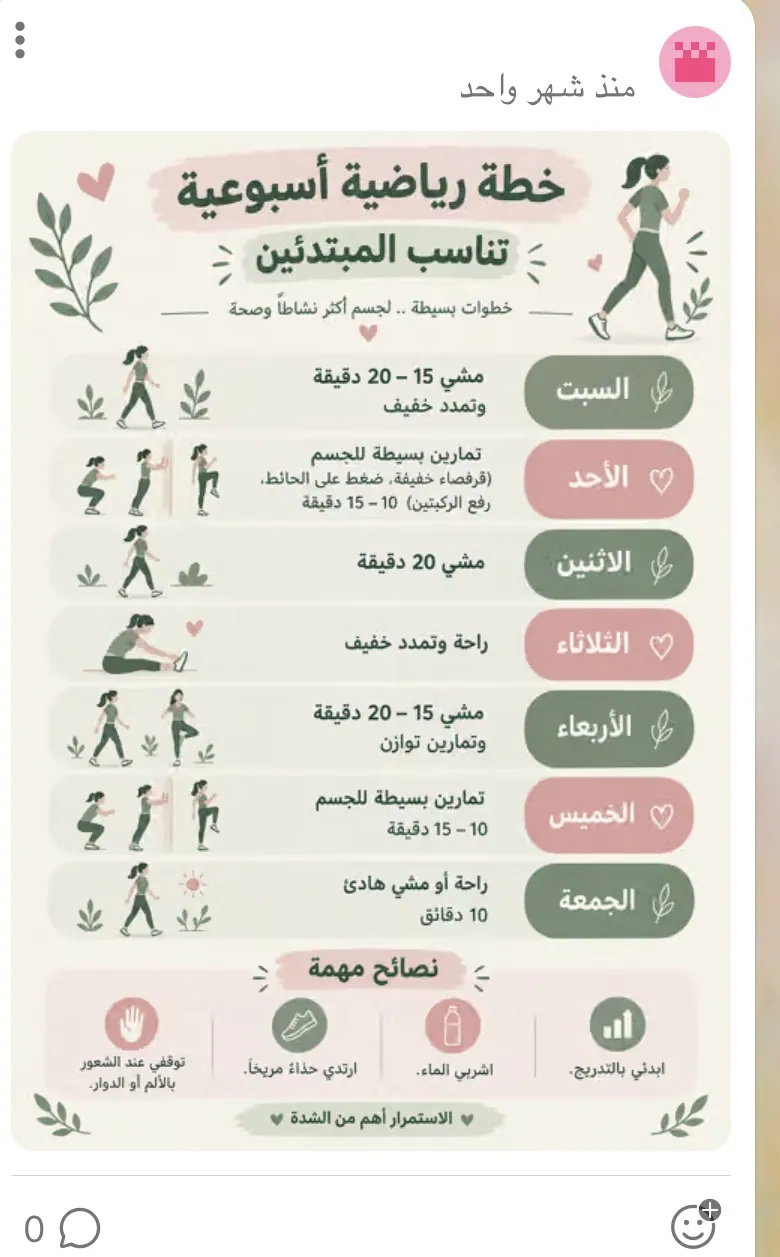 منذ شهر واحد
خطة رياضية أسبوعية
تناسب المبتدئين
خطوات بسيطة .. لجسم أكثر نشاطاً وصحة
السبت
مشي 15 – 20 دقيقة
وتمدد خفيف
الأحد
تمارين بسيطة للجسم
(قرفصاء خفيفة، ضغط على الحائط،
رفع الركبتين) 10 – 15 دقيقة
الاثنين
مشي 20 دقيقة
الثلاثاء
راحة وتمدد خفيف
الأربعاء
مشي 15 – 20 دقيقة
وتمارين توازن
الخميس
تمارين بسيطة للجسم
10 – 15 دقيقة
الجمعة
راحة أو مشي هادئ
10 دقائق
نصائح مهمة
ابدئي بالتدريج.
اشربي الماء.
ارتدي حذاءً مريحاً.
توقفي عند الشعور
بالألم أو الدوار.
الاستمرار أهم من الشدة
0